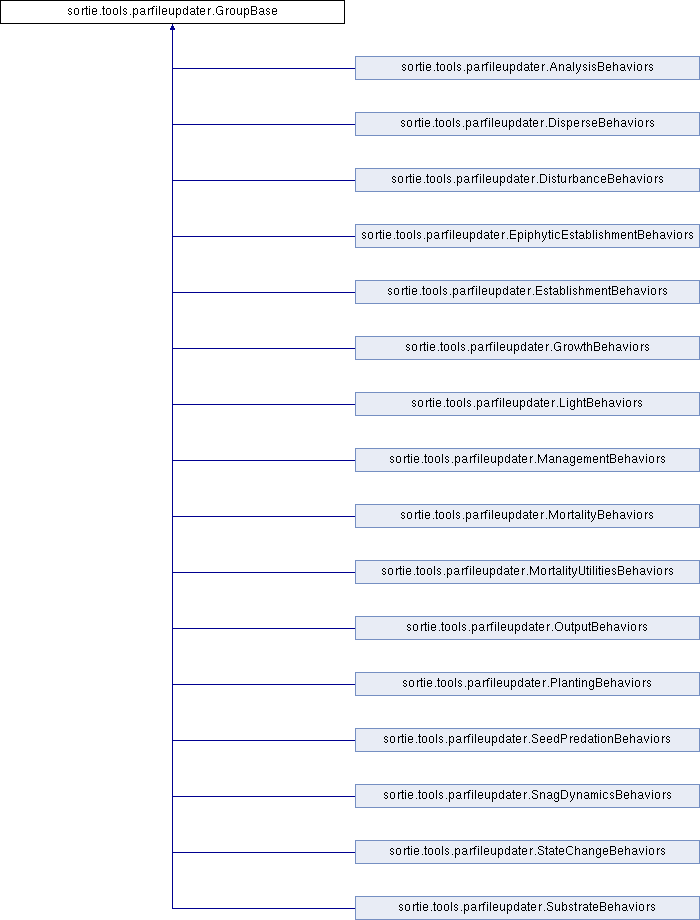 sortie.tools.parfileupdater.GroupBase
sortie.tools.parfileupdater.AnalysisBehaviors
sortie.tools.parfileupdater.DisperseBehaviors
sortie.tools.parfileupdater.DisturbanceBehaviors
sortie.tools.parfileupdater.EpiphyticEstablishmentBehaviors
sortie.tools.parfileupdater.EstablishmentBehaviors
sortie.tools.parfileupdater.GrowthBehaviors
sortie.tools.parfileupdater.LightBehaviors
sortie.tools.parfileupdater.ManagementBehaviors
sortie.tools.parfileupdater.MortalityBehaviors
sortie.tools.parfileupdater.MortalityUtilitiesBehaviors
sortie.tools.parfileupdater.OutputBehaviors
sortie.tools.parfileupdater.PlantingBehaviors
sortie.tools.parfileupdater.SeedPredationBehaviors
sortie.tools.parfileupdater.SnagDynamicsBehaviors
sortie.tools.parfileupdater.StateChangeBehaviors
sortie.tools.parfileupdater.SubstrateBehaviors